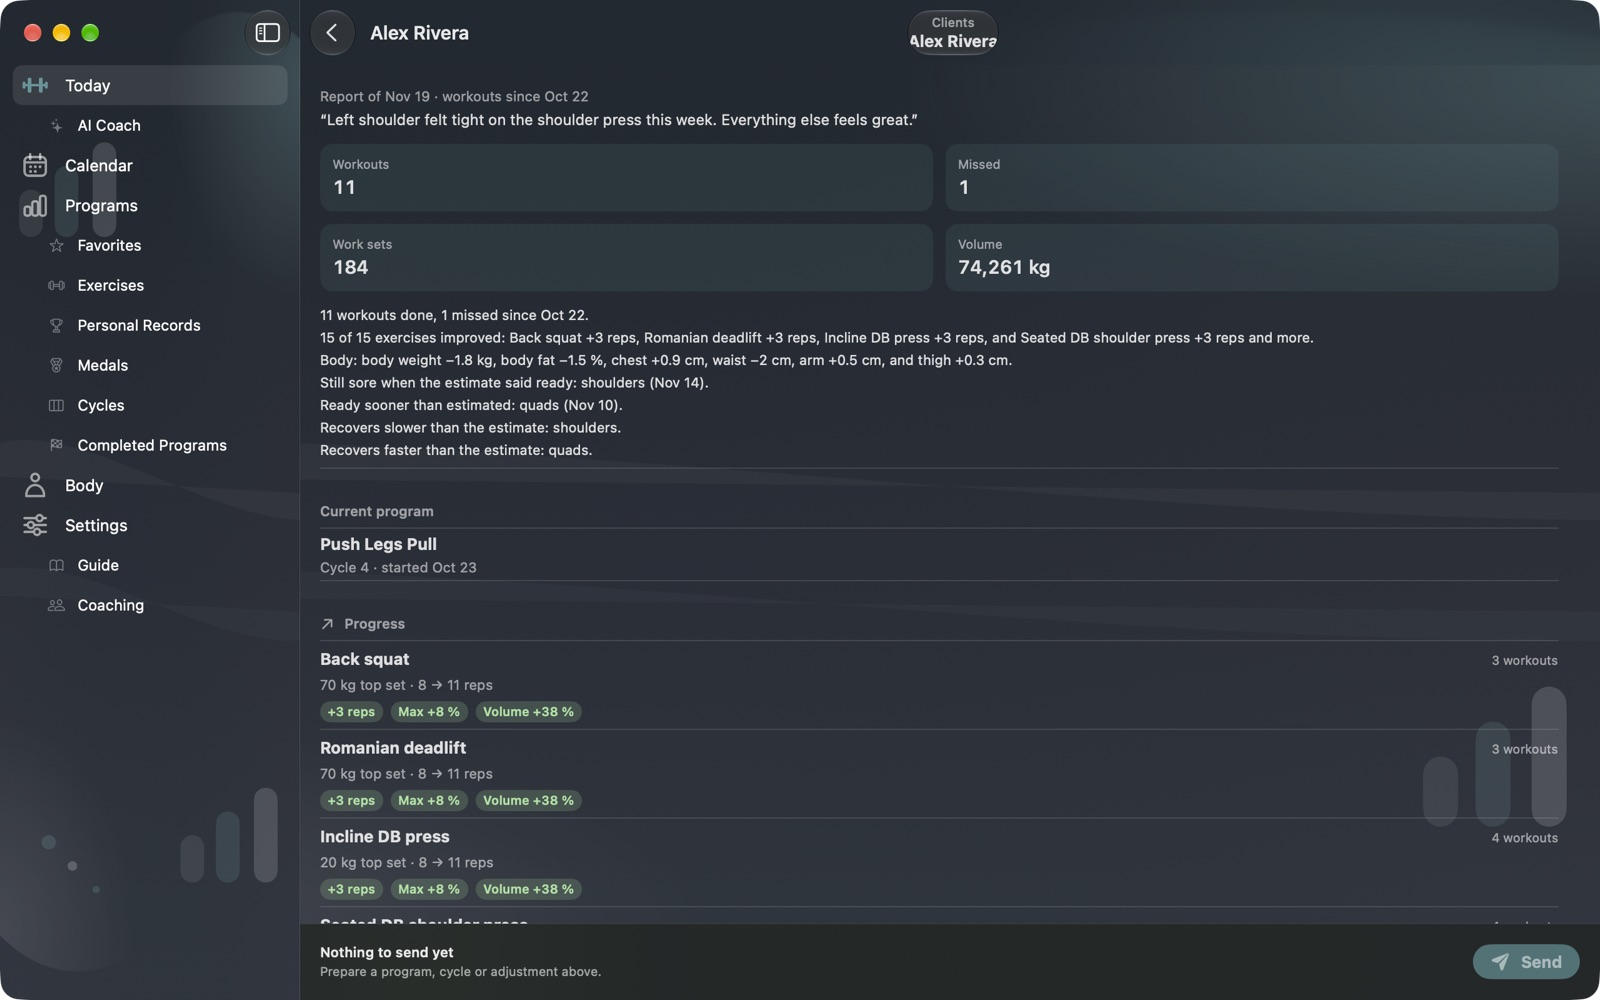 Alex Rivera
Clients
Alex Rivera
Today
AI Coach
Calendar
Programs
Favorites
Exercises
Personal Records
Medals
Cycles
Completed Programs
Body
Settings
Guide
Coaching
Report of Nov 19 · workouts since Oct 22
“Left shoulder felt tight on the shoulder press this week. Everything else feels great.”
Workouts
11
Missed
1
Work sets
184
Volume
74,261 kg
11 workouts done, 1 missed since Oct 22.
15 of 15 exercises improved: Back squat +3 reps, Romanian deadlift +3 reps, Incline DB press +3 reps, and Seated DB shoulder press +3 reps and more.
Body: body weight −1.8 kg, body fat −1.5 %, chest +0.9 cm, waist −2 cm, arm +0.5 cm, and thigh +0.3 cm.
Still sore when the estimate said ready: shoulders (Nov 14).
Ready sooner than estimated: quads (Nov 10).
Recovers slower than the estimate: shoulders.
Recovers faster than the estimate: quads.
Current program
Push Legs Pull
Cycle 4 · started Oct 23
Progress
Back squat
3 workouts
70 kg top set · 8 → 11 reps
+3 reps Max +8 % Volume +38 %
Romanian deadlift
3 workouts
70 kg top set · 8 → 11 reps
+3 reps Max +8 % Volume +38 %
Incline DB press
4 workouts
20 kg top set · 8 → 11 reps
+3 reps Max +8 % Volume +38 %
Seated DB shoulder press
Nothing to send yet
Prepare a program, cycle or adjustment above.
Send